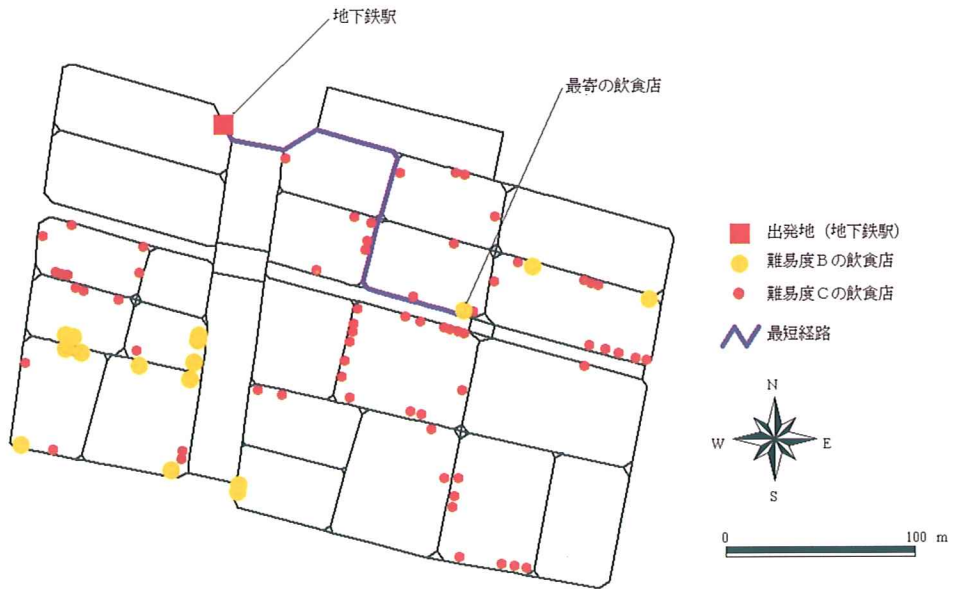 地下鉄駅
最寄の飲食店
出発地（地下鉄駅）
難易度Ｂの飲食店
難易度Ｃの飲食店
最短経路
N
W E
S
0 100 m